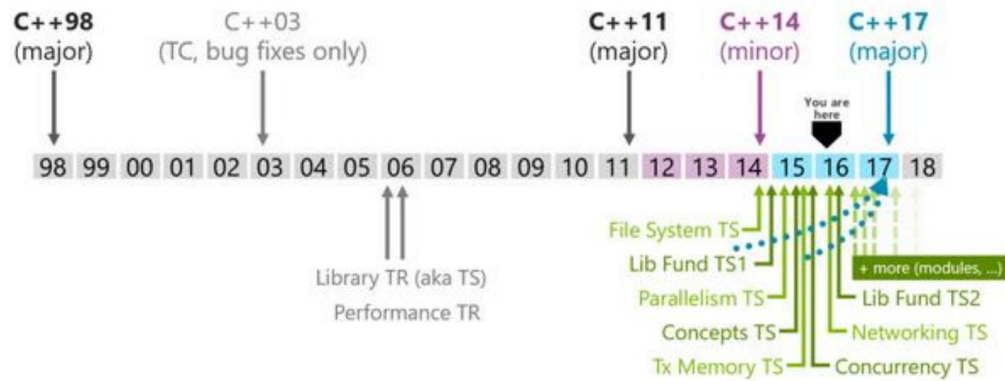 C++98
(major)
C++03
(TC, bug fixes only)
C++11
(major)
C++14
(minor)
C++17
(major)
You are
here
98 99 00 01 02 03 04 05 06 07 08 09 10 11 12 13 14 15 16 17 18
File System TS
Lib Fund TS1
+ more (modules, ...)
Library TR (aka TS)
Parallelism TS
Lib Fund TS2
Performance TR
Concepts TS
Networking TS
Tx Memory TS
Concurrency TS